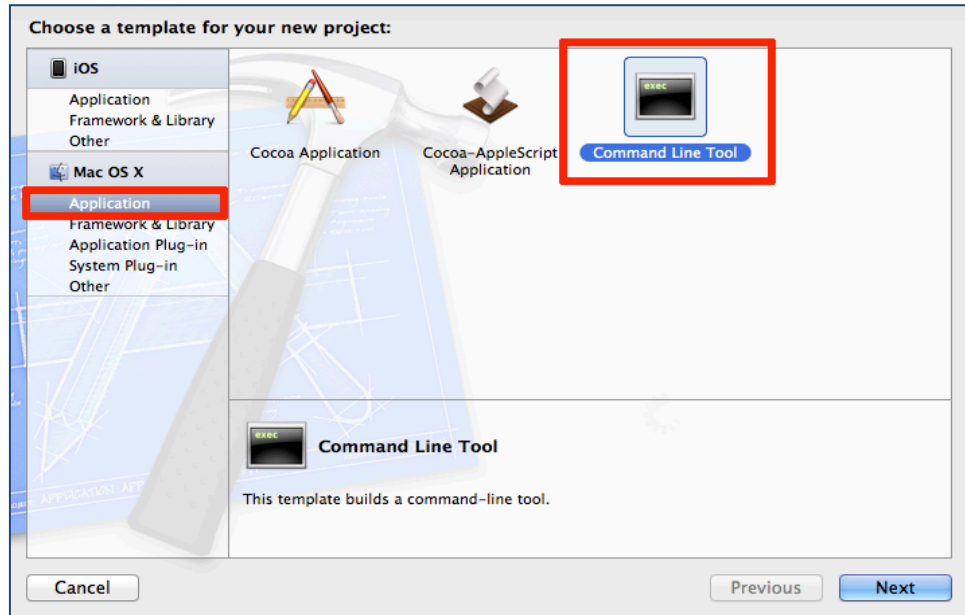 Choose a template for your new project:
iOS
Application
Framework & Library
Other
Mac OS X
Application
Framework & Library
Application Plug-in
System Plug-in
Other
Cocoa Application
Cocoa-AppleScript
Application
exec
Command Line Tool
exec
Command Line Tool
This template builds a command-line tool.
Cancel
Previous
Next